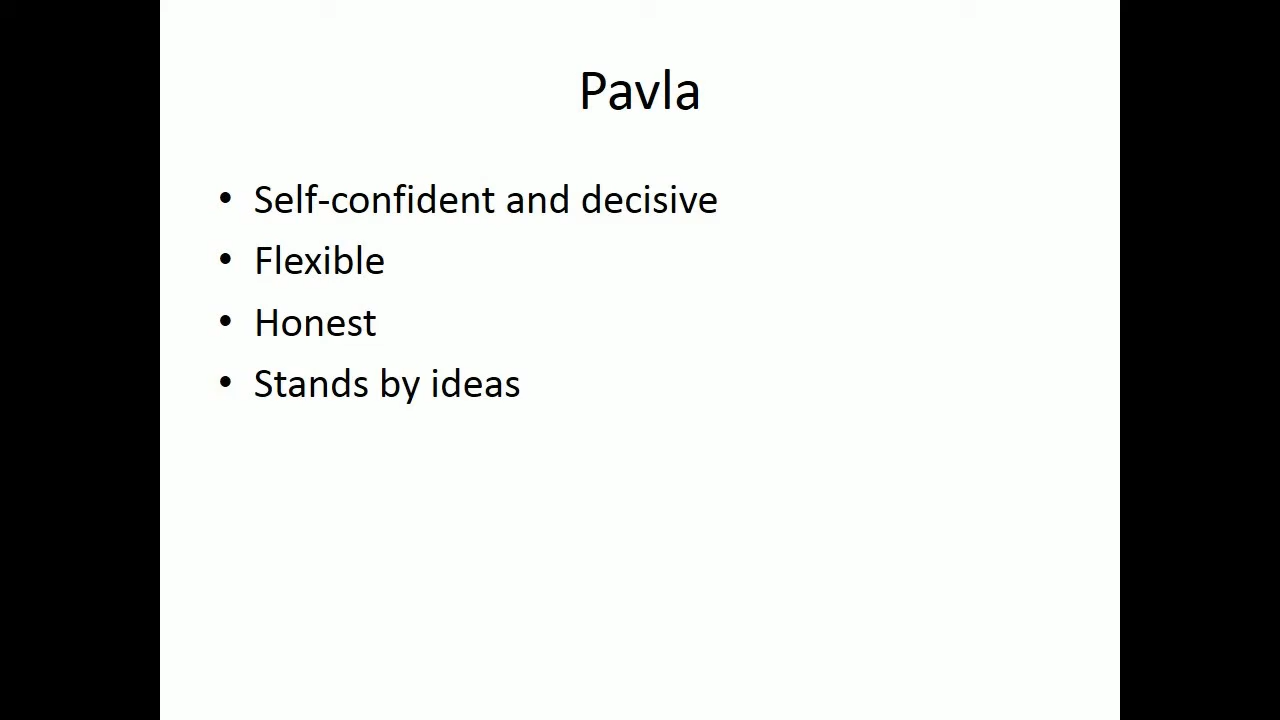 Pavla
• Self-confident and decisive
• Flexible
• Honest
• Stands by ideas